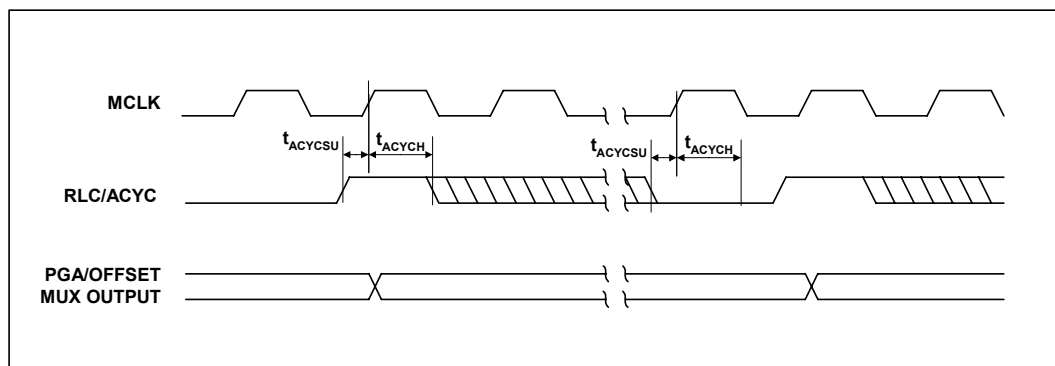 MCLK
tACYCSU tACYCH tACYCSU tACYCH
RLC/ACYC
PGA/OFFSET
MUX OUTPUT